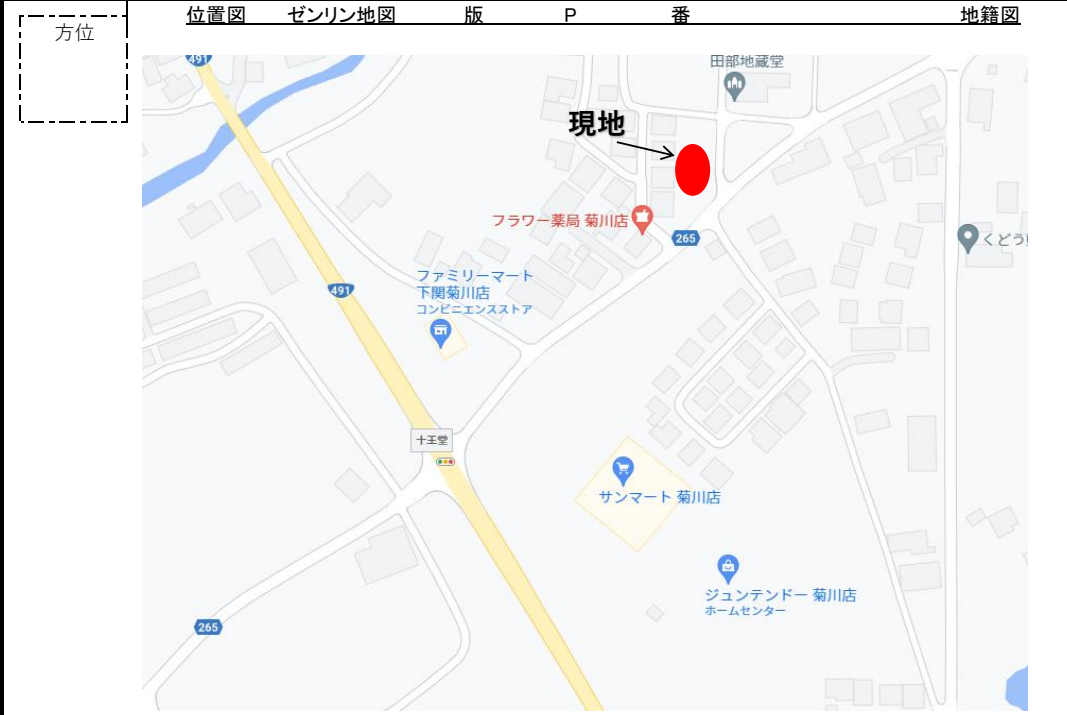 位置図 ゼンリン地図 版 P 番 地籍図
方位
491
田部地蔵堂
現地
フラワー薬局 菊川店
265
くどう
ファミリーマート
下関菊川店
コンビニエンスストア
491
十王堂
サンマート 菊川店
ジュンテンドー 菊川店
ホームセンター
265